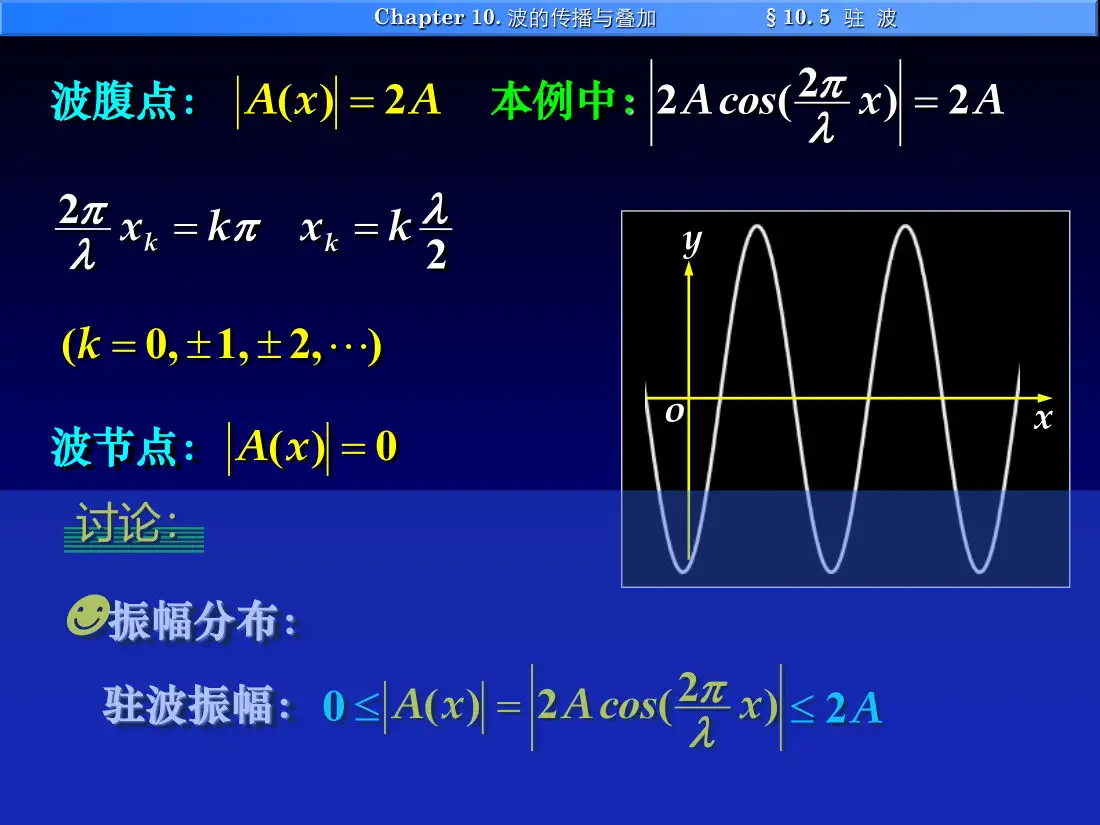 Chapter 10. 波的传播与叠加 §10.5 驻 波
波腹点： |A(x)| = 2A 本例中：|2A cos(2π/λ x)| = 2A
2π/λ x_k = kπ x_k = k λ/2
(k = 0, ±1, ±2, ⋯)
y
o
x
波节点： |A(x)| = 0
讨论：
振幅分布：
驻波振幅： 0 ≤ |A(x)| = |2A cos(2π/λ x)| ≤ 2A